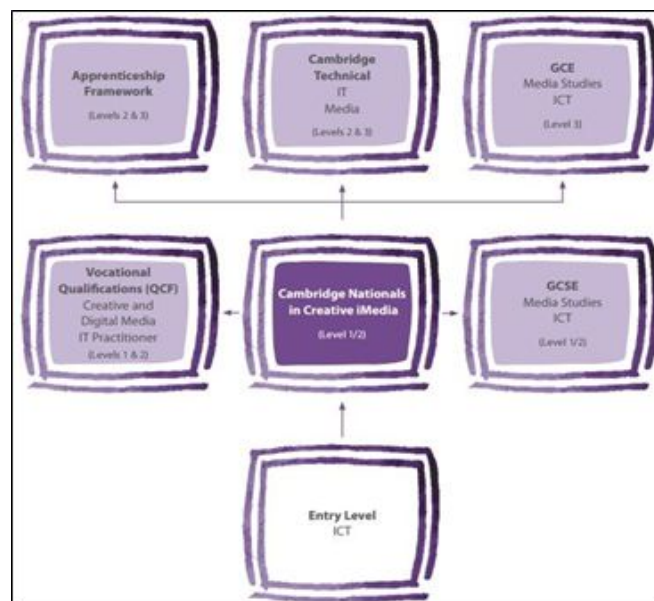 Apprenticeship
Framework
(Levels 2 & 3)
Cambridge
Technical
IT
Media
(Levels 2 & 3)
GCE
Media Studies
ICT
(Level 3)
Vocational
Qualifications (QCF)
Creative and
Digital Media
IT Practitioner
(Levels 1 & 2)
Cambridge Nationals
in Creative iMedia
(Level 1/2)
GCSE
Media Studies
ICT
(Level 1/2)
Entry Level
ICT